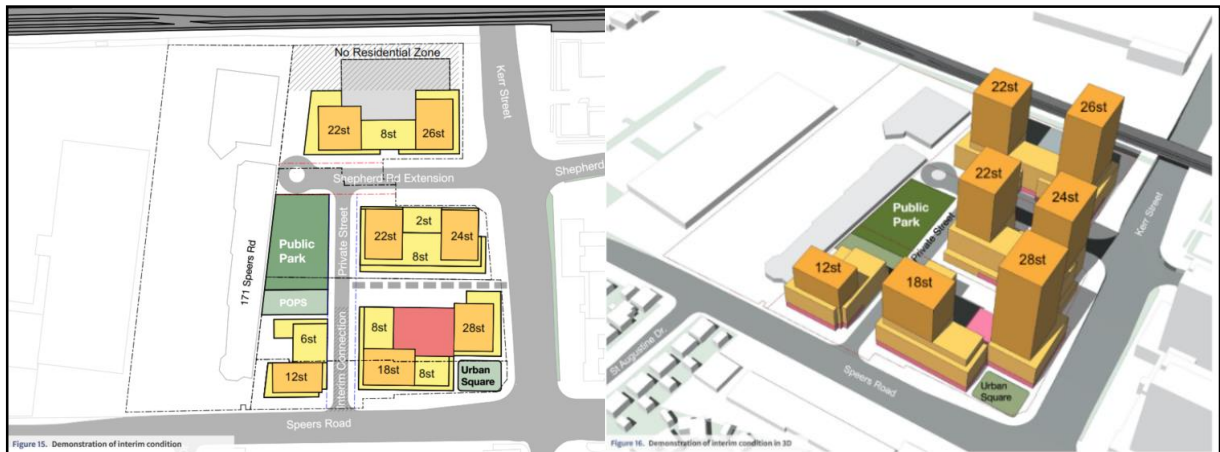 No Residential Zone
22st
8st
26st
Kerr Street
Shepherd Rd Extension
Shepherd
Public
Park
171 Speers Rd
Private Street
22st
2st
24st
8st
POPS
6st
12st
Interim Connection
8st
18st
8st
28st
Urban
Square
Speers Road
Figure 15. Demonstration of interim condition
22st
26st
22st
24st
Public
Park
Private Street
Kerr Street
12st
18st
28st
St Augustine Dr.
Speers Road
Urban
Square
Figure 16. Demonstration of interim condition in 3D